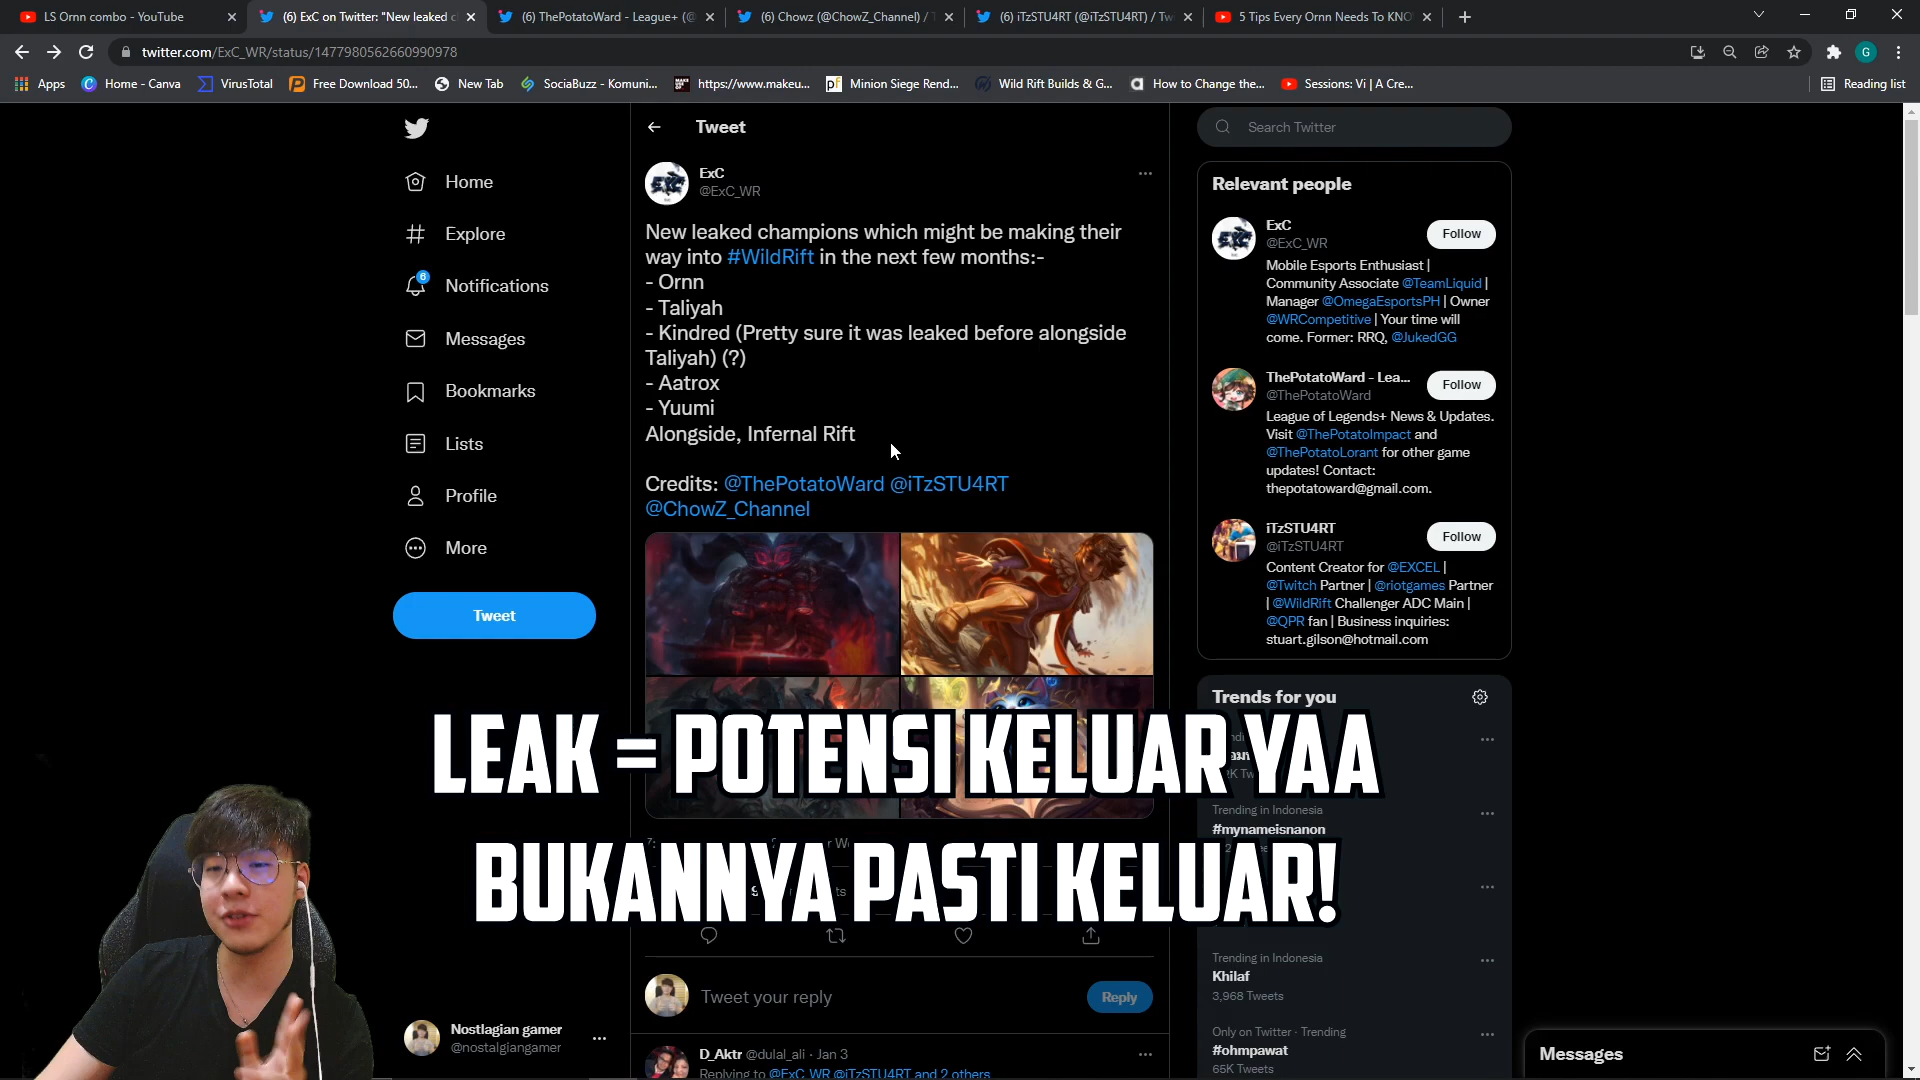 LS Ornn combo - YouTube
(6) ExC on Twitter: "New leaked c
(6) ThePotatoWard - League+ (@
(6) Chowz (@ChowZ_Channel) / T
(6) iTzSTU4RT (@iTzSTU4RT) / Tw
5 Tips Every Ornn Needs To KNO
twitter.com/ExC_WR/status/1477980562660990978
G
Apps
Home - Canva
VirusTotal
Free Download 50...
New Tab
SociaBuzz - Komuni...
https://www.makeu...
Minion Siege Rend...
Wild Rift Builds & G...
How to Change the...
Sessions: Vi | A Cre...
Reading list
Home
Explore
6
Notifications
Messages
Bookmarks
Lists
Profile
More
Tweet
Nostlagian gamer
@nostalgiangamer
Tweet
ExC
@ExC_WR
New leaked champions which might be making their
way into #WildRift in the next few months:-
- Ornn
- Taliyah
- Kindred (Pretty sure it was leaked before alongside
Taliyah) (?)
- Aatrox
- Yuumi
Alongside, Infernal Rift
Credits: @ThePotatoWard @iTzSTU4RT
@ChowZ_Channel
LEAK = POTENSI KELUAR YAA
BUKANNYA PASTI KELUAR!
Tweet your reply
Reply
D_Aktr @dulal_ali · Jan 3
Replying to @ExC_WR @iTzSTU4RT and 2 others
Search Twitter
Relevant people
ExC
@ExC_WR
Follow
Mobile Esports Enthusiast |
Community Associate @TeamLiquid |
Manager @OmegaEsportsPH | Owner
@WRCompetitive | Your time will
come. Former: RRQ, @JukedGG
ThePotatoWard - Lea...
@ThePotatoWard
Follow
League of Legends+ News & Updates.
Visit @ThePotatoImpact and
@ThePotatoLorant for other game
updates! Contact:
thepotatoward@gmail.com.
iTzSTU4RT
@iTzSTU4RT
Follow
Content Creator for @EXCEL |
@Twitch Partner | @riotgames Partner
| @WildRift Challenger ADC Main |
@QPR fan | Business inquiries:
stuart.gilson@hotmail.com
Trends for you
Trending in Indonesia
#mynameisnanon
Trending in Indonesia
Khilaf
3,968 Tweets
Only on Twitter · Trending
#ohmpawat
65K Tweets
Messages